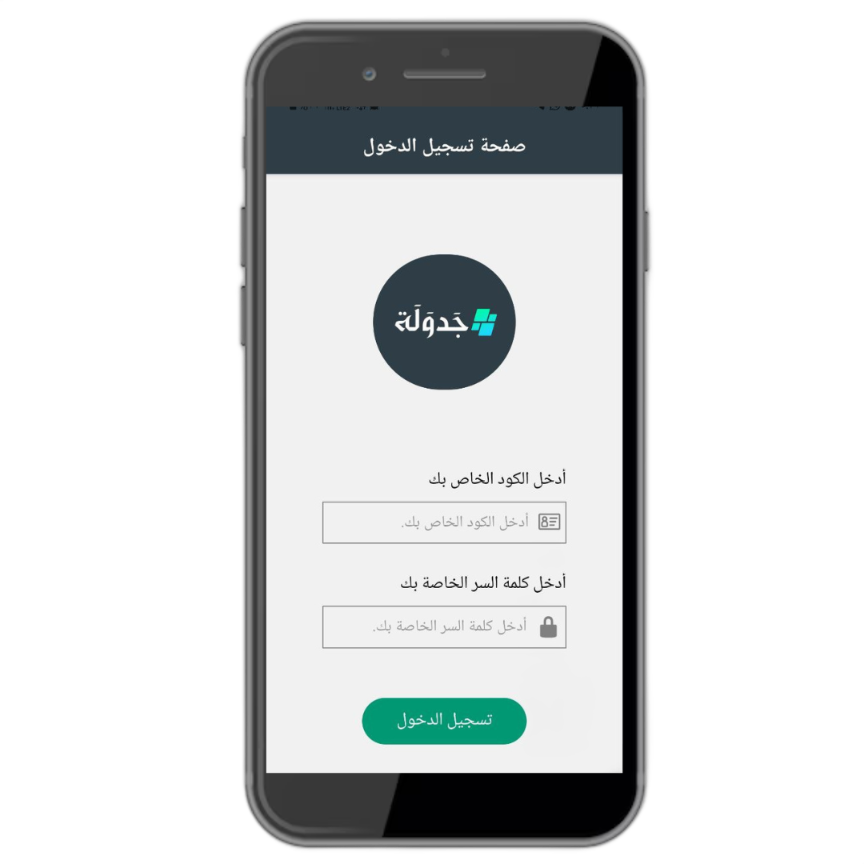 صفحة تسجيل الدخول
جَدوَلَة
أدخل الكود الخاص بك
أدخل الكود الخاص بك.
أدخل كلمة السر الخاصة بك
أدخل كلمة السر الخاصة بك.
تسجيل الدخول